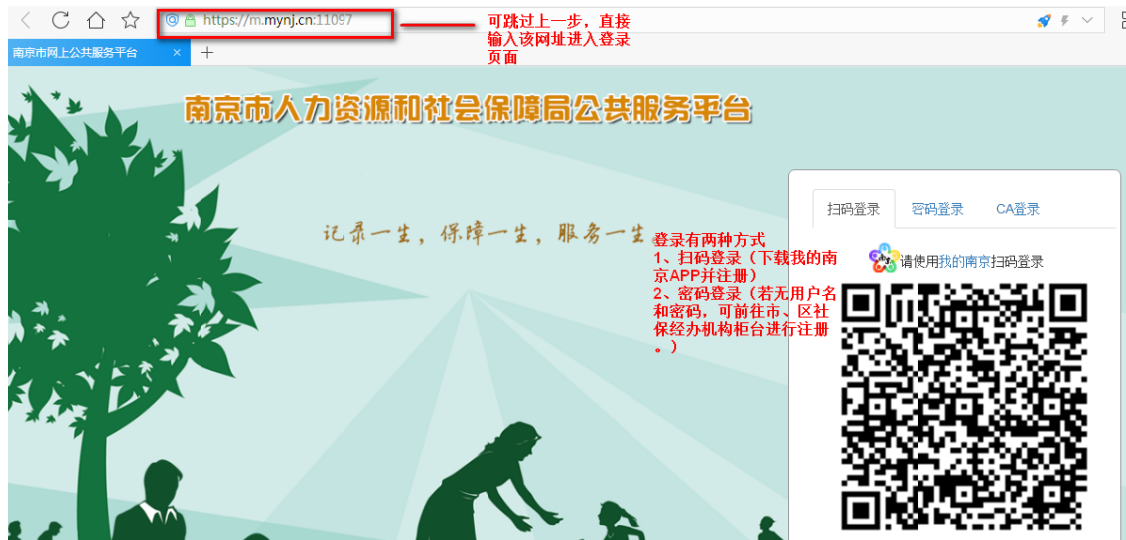 https://m.mynj.cn:11097
可跳过上一步，直接
输入该网址进入登录
页面
南京市网上公共服务平台
南京市人力资源和社会保障局公共服务平台
记录一生，保障一生，服务一生。
扫码登录 密码登录 CA登录
请使用我的南京扫码登录
登录有两种方式
1、扫码登录（下载我的南
京APP并注册）
2、密码登录（若无用户名
和密码，可前往市、区社
保经办机构柜台进行注册
。）